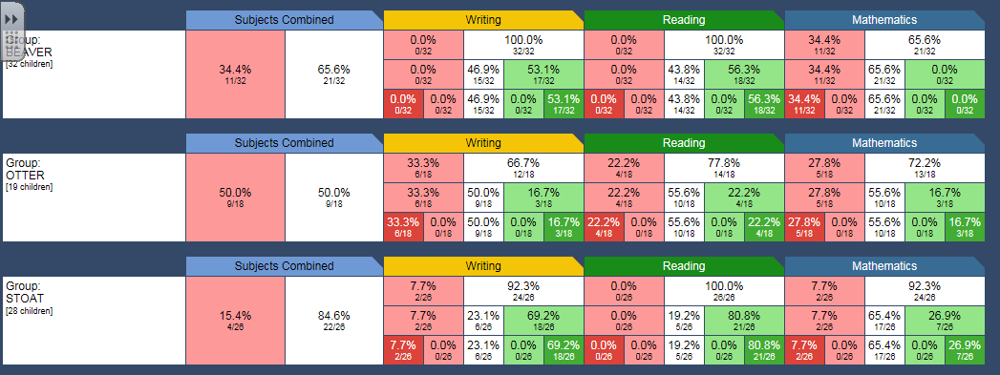 Subjects Combined Writing Reading Mathematics
Group: 0.0% 100.0% 0.0% 100.0% 34.4% 65.6%
BEAVER 0/32 32/32 0/32 32/32 11/32 21/32
[32 children] 34.4% 65.6% 0.0% 46.9% 53.1% 0.0% 43.8% 56.3% 34.4% 65.6% 0.0%
11/32 21/32 0/32 15/32 17/32 0/32 14/32 18/32 11/32 21/32 0/32
0.0% 0.0% 46.9% 0.0% 53.1% 0.0% 0.0% 43.8% 0.0% 56.3% 34.4% 0.0% 65.6% 0.0% 0.0%
0/32 0/32 15/32 0/32 17/32 0/32 0/32 14/32 0/32 18/32 11/32 0/32 21/32 0/32 0/32
Subjects Combined Writing Reading Mathematics
Group: 33.3% 66.7% 22.2% 77.8% 27.8% 72.2%
OTTER 6/18 12/18 4/18 14/18 5/18 13/18
[19 children] 50.0% 50.0% 33.3% 50.0% 16.7% 22.2% 55.6% 22.2% 27.8% 55.6% 16.7%
9/18 9/18 6/18 9/18 3/18 4/18 10/18 4/18 5/18 10/18 3/18
33.3% 0.0% 50.0% 0.0% 16.7% 22.2% 0.0% 55.6% 0.0% 22.2% 27.8% 0.0% 55.6% 0.0% 16.7%
6/18 0/18 9/18 0/18 3/18 4/18 0/18 10/18 0/18 4/18 5/18 0/18 10/18 0/18 3/18
Subjects Combined Writing Reading Mathematics
Group: 7.7% 92.3% 0.0% 100.0% 7.7% 92.3%
STOAT 2/26 24/26 0/26 26/26 2/26 24/26
[28 children] 15.4% 84.6% 7.7% 23.1% 69.2% 0.0% 19.2% 80.8% 7.7% 65.4% 26.9%
4/26 22/26 2/26 6/26 18/26 0/26 5/26 21/26 2/26 17/26 7/26
7.7% 0.0% 23.1% 0.0% 69.2% 0.0% 0.0% 19.2% 0.0% 80.8% 7.7% 0.0% 65.4% 0.0% 26.9%
2/26 0/26 6/26 0/26 18/26 0/26 0/26 5/26 0/26 21/26 2/26 0/26 17/26 0/26 7/26